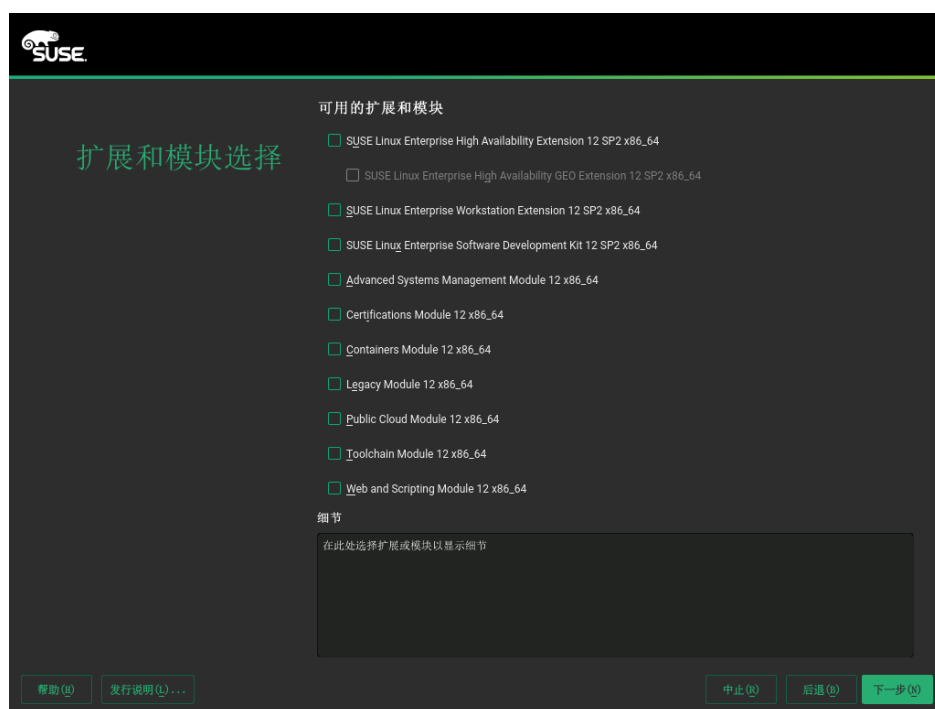 SUSE.
可用的扩展和模块
扩展和模块选择
SUSE Linux Enterprise High Availability Extension 12 SP2 x86_64
SUSE Linux Enterprise High Availability GEO Extension 12 SP2 x86_64
SUSE Linux Enterprise Workstation Extension 12 SP2 x86_64
SUSE Linux Enterprise Software Development Kit 12 SP2 x86_64
Advanced Systems Management Module 12 x86_64
Certifications Module 12 x86_64
Containers Module 12 x86_64
Legacy Module 12 x86_64
Public Cloud Module 12 x86_64
Toolchain Module 12 x86_64
Web and Scripting Module 12 x86_64
细节
在此处选择扩展或模块以显示细节
帮助(H) 发行说明(L)... 中止(R) 后退(B) 下一步(N)